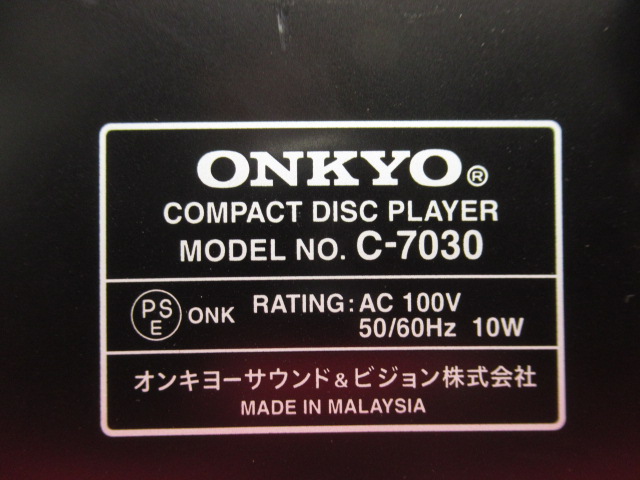 ONKYO®
COMPACT DISC PLAYER
MODEL NO. C-7030
PS
E
ONK
RATING: AC 100V
50/60Hz 10W
オンキヨーサウンド&ビジョン株式会社
MADE IN MALAYSIA